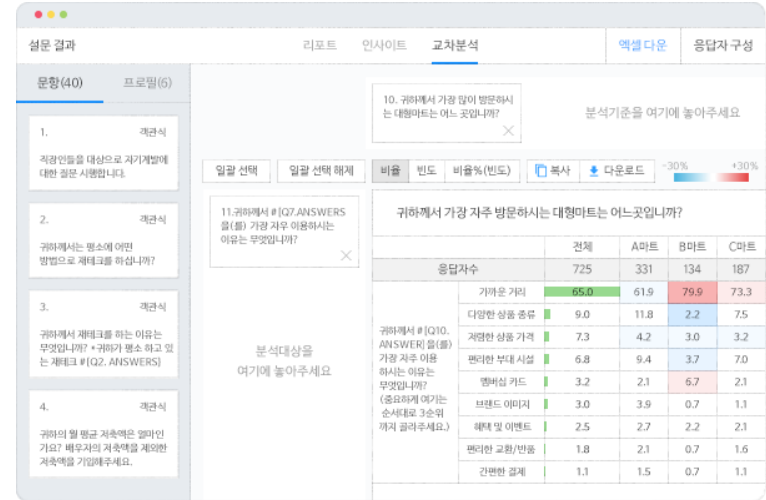 설문 결과
리포트 인사이트 교차분석
엑셀 다운 응답자 구성
문항(40) 프로필(6)
1. 객관식
직장인들을 대상으로 자기계발에
대한 질문 시행합니다.
2. 객관식
귀하께서는 평소에 어떤
방법으로 재테크를 하십니까?
3. 객관식
귀하께서 재테크를 하는 이유는
무엇입니까? *귀하가 평소 하고 있
는 재테크 #[Q2. ANSWERS]
4. 객관식
귀하의 월 평균 저축액은 얼마인
가요? 배우자의 저축액을 제외한
저축액을 기입해주세요.
10. 귀하께서 가장 많이 방문하시
는 대형마트는 어느 곳입니까?
분석기준을 여기에 놓아주세요
일괄 선택 일괄 선택 해제
비율 빈도 비율%(빈도) 복사 다운로드 -30% +30%
11.귀하께서 #[Q7.ANSWERS
을(를) 가장 자우 이용하시는
이유는 무엇입니까?
분석대상을
여기에 놓아주세요
귀하께서 가장 자주 방문하시는 대형마트는 어느곳입니까?
전체 A마트 B마트 C마트
응답자수 725 331 134 187
귀하께서 #[Q10.
ANSWER]을(를)
가장 자주 이용
하시는 이유는
무엇입니까?
(중요하게 여기는
순서대로 3순위
까지 골라주세요.)
가까운 거리 65.0 61.9 79.9 73.3
다양한 상품 종류 9.0 11.8 2.2 7.5
저렴한 상품 가격 7.3 4.2 3.0 3.2
편리한 부대 시설 6.8 9.4 3.7 7.0
멤버십 카드 3.2 2.1 6.7 2.1
브랜드 이미지 3.0 3.9 0.7 1.1
혜택 및 이벤트 2.5 2.7 2.2 2.1
편리한 교환/반품 1.8 2.1 0.7 1.6
간편한 결제 1.1 1.5 0.7 1.1